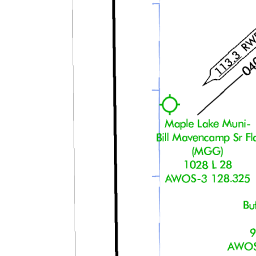 113.3 RW
040
Maple Lake Muni-
Bill Mavencamp Sr Fl
(MGG)
1028 L 28
AWOS-3 128.325
Bu
9
AWOS